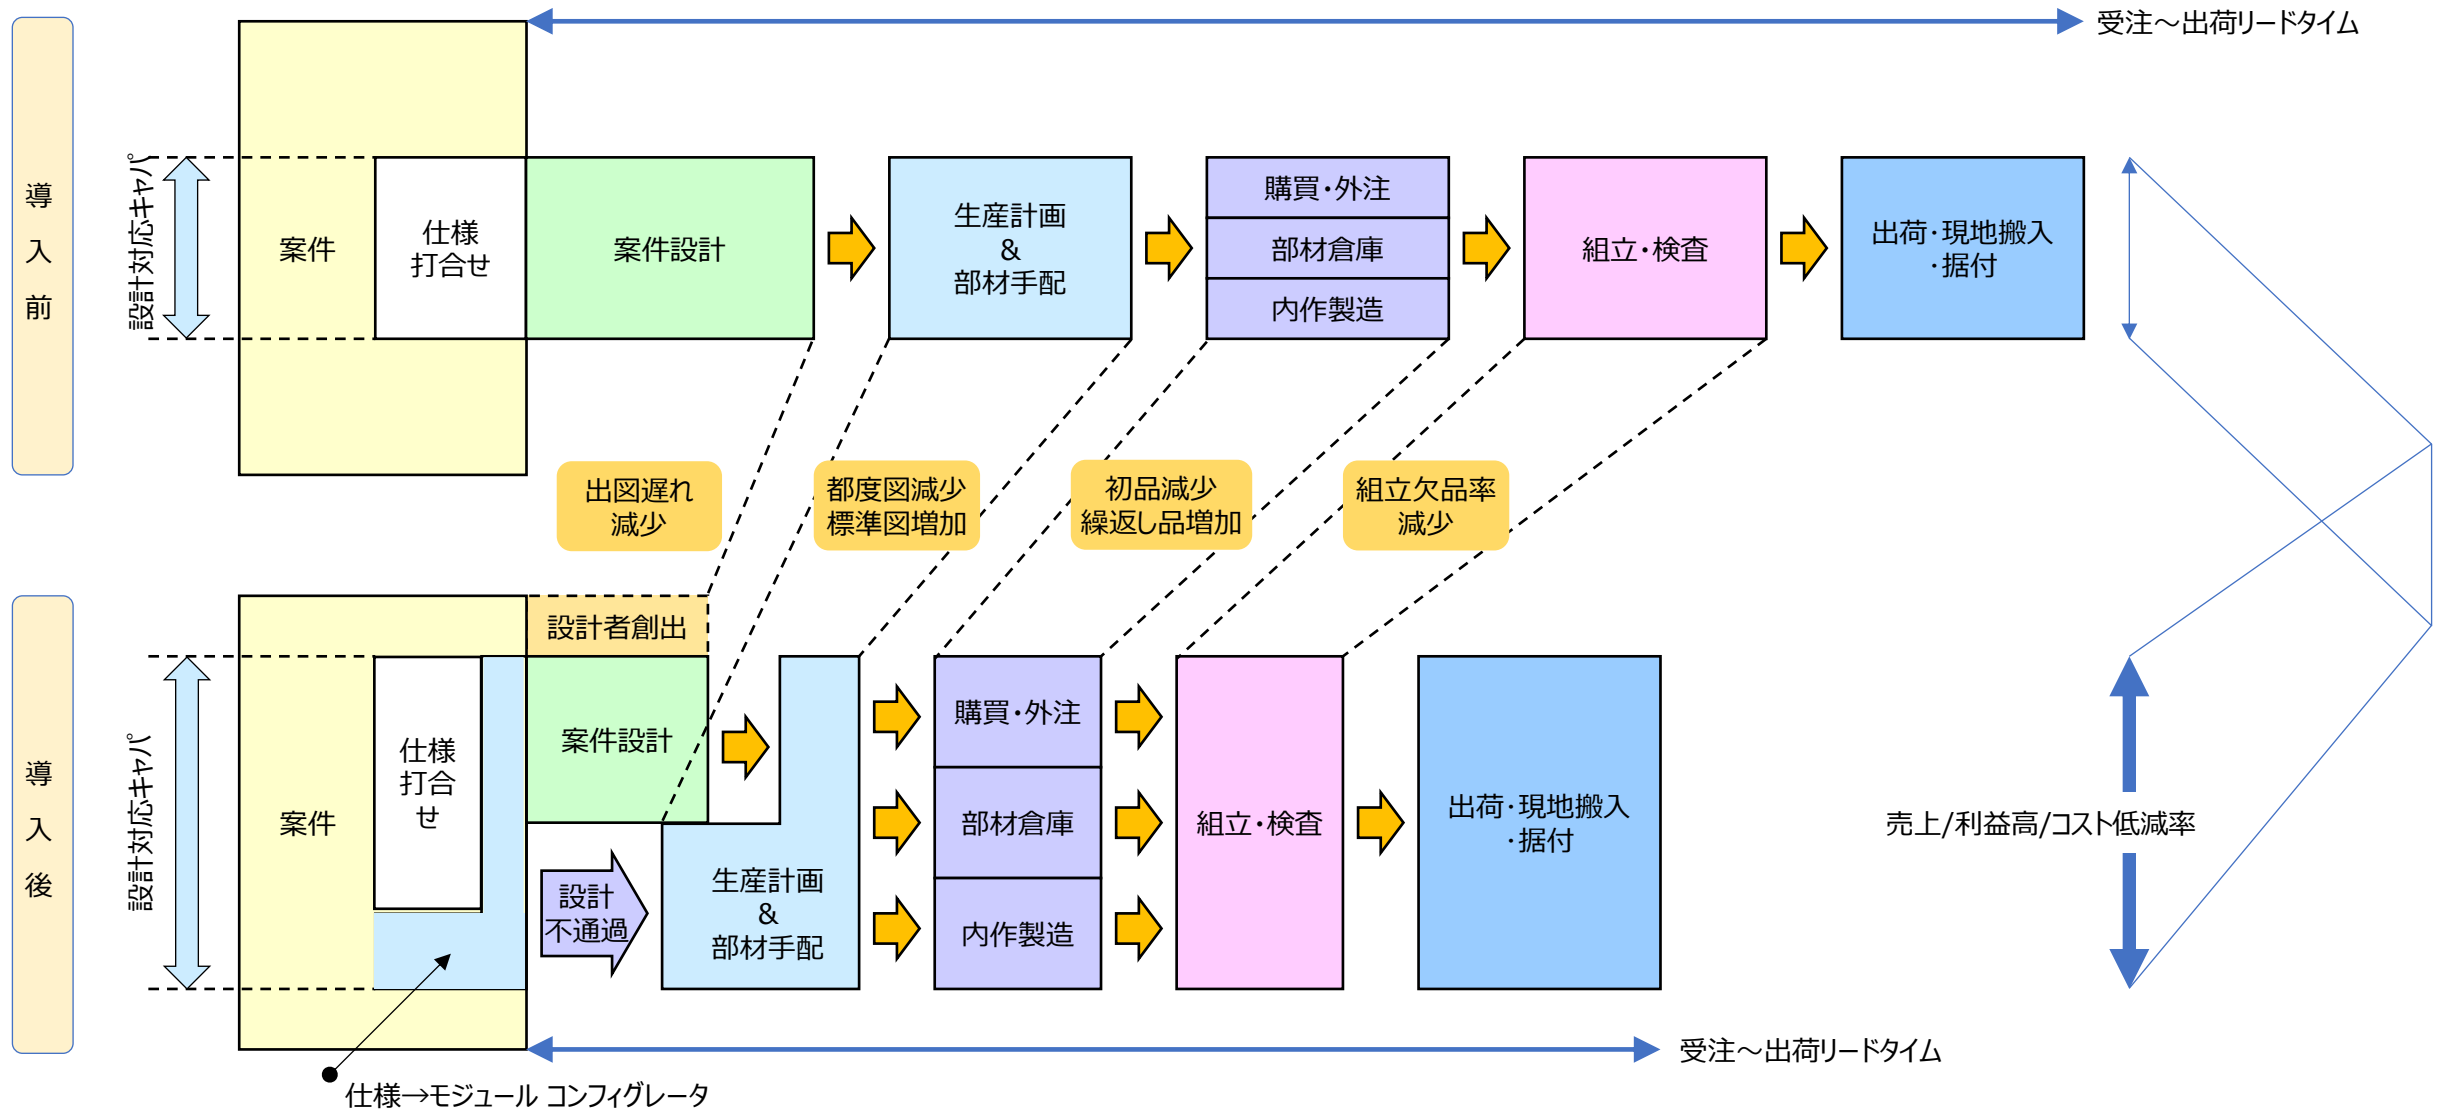 受注～出荷リードタイム
導
入
前
設計対応キャパ
案件
仕様
打合せ
案件設計
生産計画
&
部材手配
購買・外注
部材倉庫
内作製造
組立・検査
出荷・現地搬入
・据付
出図遅れ
減少
都度図減少
標準図増加
初品減少
繰返し品増加
組立欠品率
減少
導
入
後
設計対応キャパ
案件
仕様
打合
せ
設計者創出
案件設計
設計
不通過
生産計画
&
部材手配
購買・外注
部材倉庫
内作製造
組立・検査
出荷・現地搬入
・据付
売上/利益高/コスト低減率
受注～出荷リードタイム
仕様→モジュール コンフィグレータ